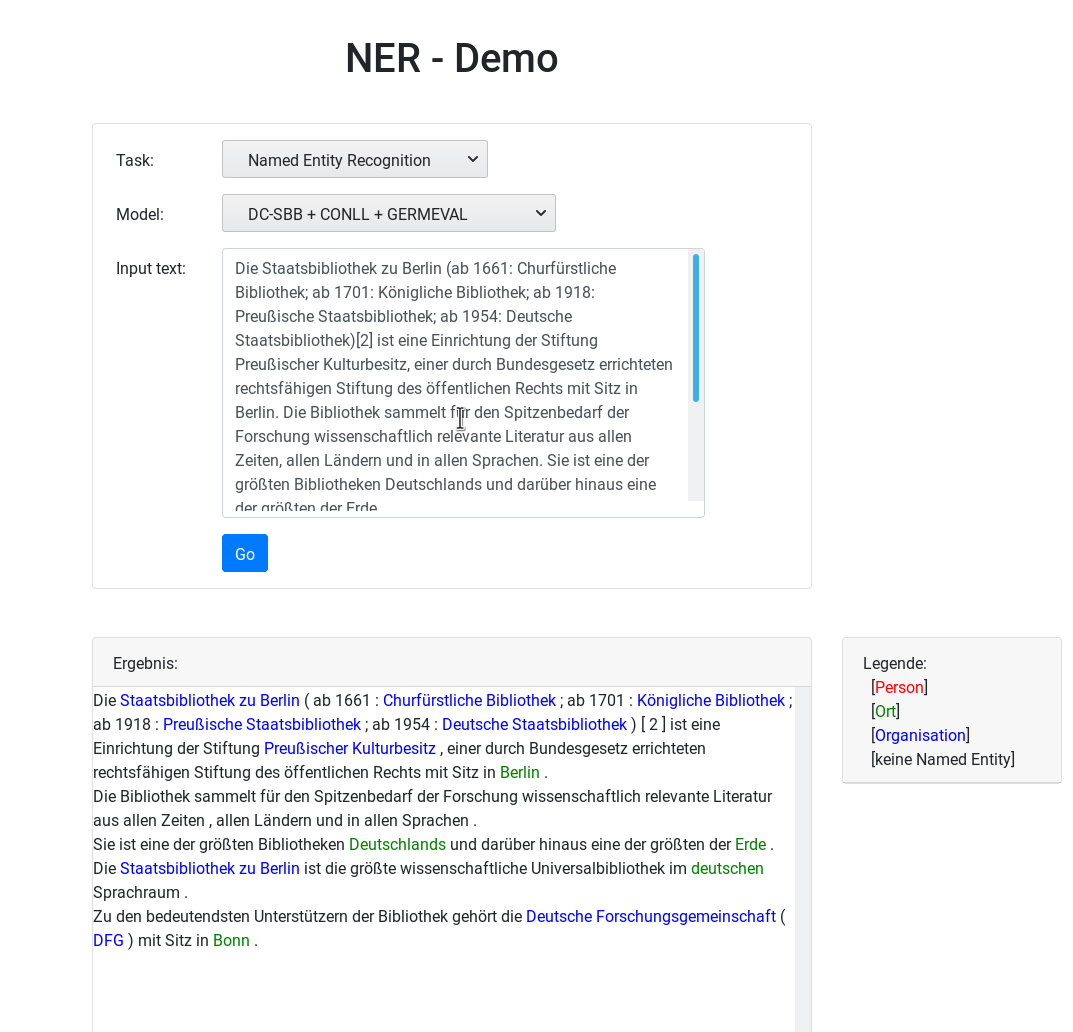 NER - Demo
Task:
Named Entity Recognition
Model:
DC-SBB + CONLL + GERMEVAL
Input text:
Die Staatsbibliothek zu Berlin (ab 1661: Churfürstliche
Bibliothek; ab 1701: Königliche Bibliothek; ab 1918:
Preußische Staatsbibliothek; ab 1954: Deutsche
Staatsbibliothek)[2] ist eine Einrichtung der Stiftung
Preußischer Kulturbesitz, einer durch Bundesgesetz errichteten
rechtsfähigen Stiftung des öffentlichen Rechts mit Sitz in
Berlin. Die Bibliothek sammelt für den Spitzenbedarf der
Forschung wissenschaftlich relevante Literatur aus allen
Zeiten, allen Ländern und in allen Sprachen. Sie ist eine der
größten Bibliotheken Deutschlands und darüber hinaus eine
der größten der Erde
Go
Ergebnis:
Die Staatsbibliothek zu Berlin ( ab 1661 : Churfürstliche Bibliothek ; ab 1701 : Königliche Bibliothek ;
ab 1918 : Preußische Staatsbibliothek ; ab 1954 : Deutsche Staatsbibliothek ) [ 2 ] ist eine
Einrichtung der Stiftung Preußischer Kulturbesitz , einer durch Bundesgesetz errichteten
rechtsfähigen Stiftung des öffentlichen Rechts mit Sitz in Berlin .
Die Bibliothek sammelt für den Spitzenbedarf der Forschung wissenschaftlich relevante Literatur
aus allen Zeiten , allen Ländern und in allen Sprachen .
Sie ist eine der größten Bibliotheken Deutschlands und darüber hinaus eine der größten der Erde .
Die Staatsbibliothek zu Berlin ist die größte wissenschaftliche Universalbibliothek im deutschen
Sprachraum .
Zu den bedeutendsten Unterstützern der Bibliothek gehört die Deutsche Forschungsgemeinschaft (
DFG ) mit Sitz in Bonn .
Legende:
[Person]
[Ort]
[Organisation]
[keine Named Entity]